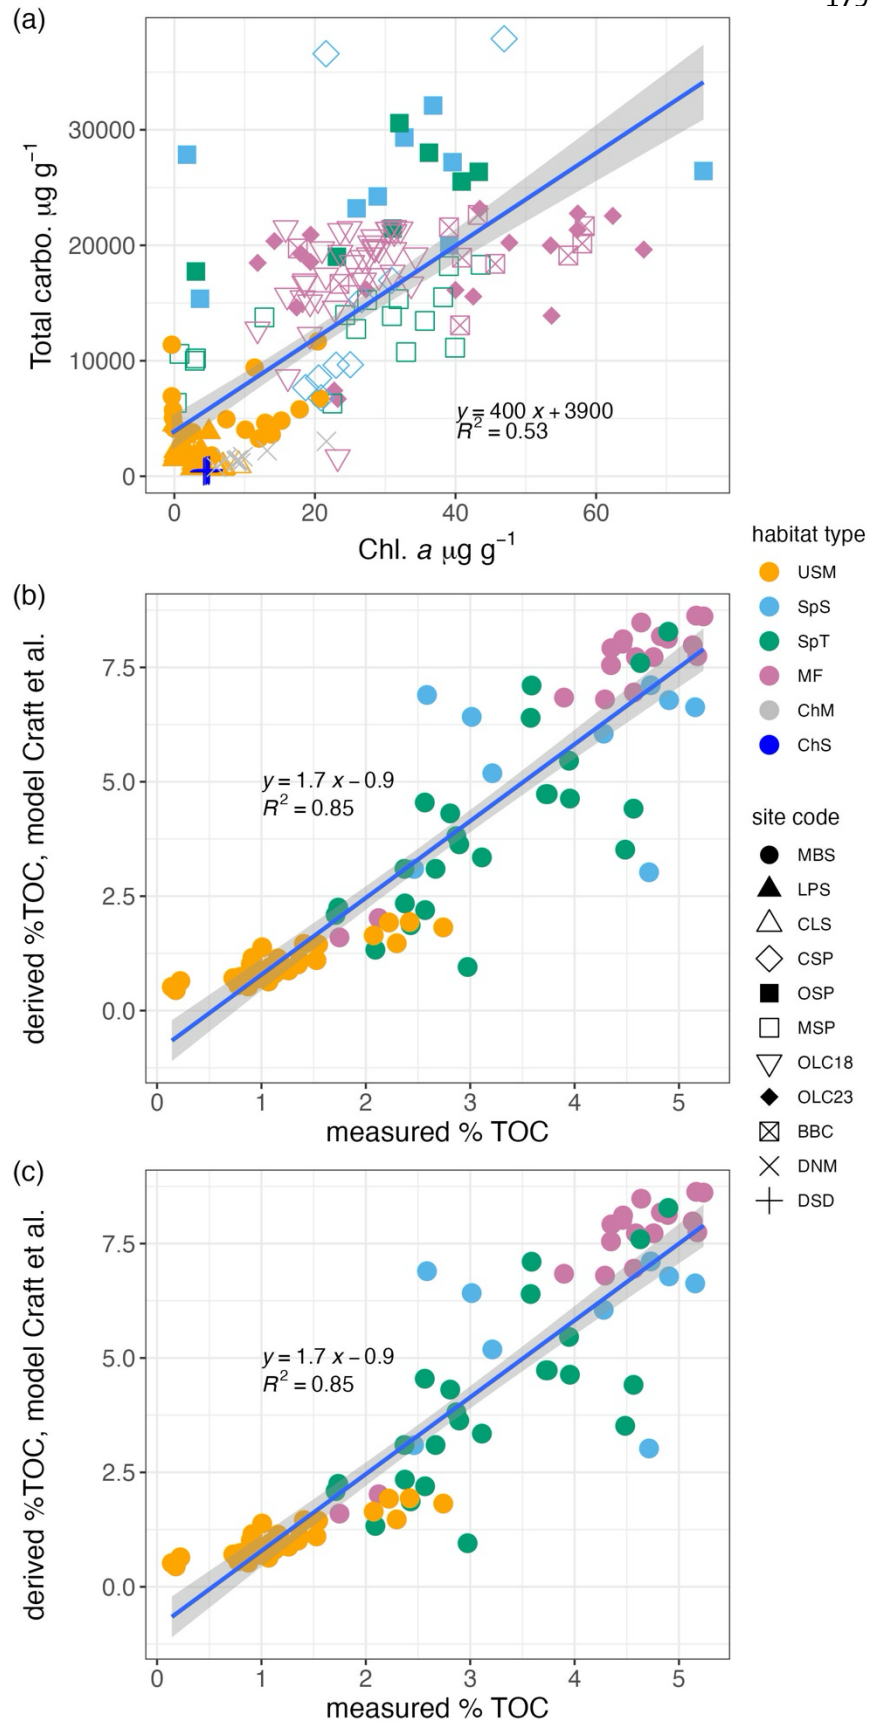 179
(a)
30000
20000
10000
0
Total carbo. µg g⁻¹
y = 400 x + 3900
R² = 0.53
0 20 40 60
Chl. a µg g⁻¹
habitat type
USM
SpS
SpT
MF
ChM
ChS
site code
MBS
LPS
CLS
CSP
OSP
MSP
OLC18
OLC23
BBC
DNM
DSD
(b)
7.5
5.0
2.5
0.0
derived %TOC, model Craft et al.
y = 1.7 x – 0.9
R² = 0.85
0 1 2 3 4 5
measured % TOC
(c)
7.5
5.0
2.5
0.0
derived %TOC, model Craft et al.
y = 1.7 x – 0.9
R² = 0.85
0 1 2 3 4 5
measured % TOC